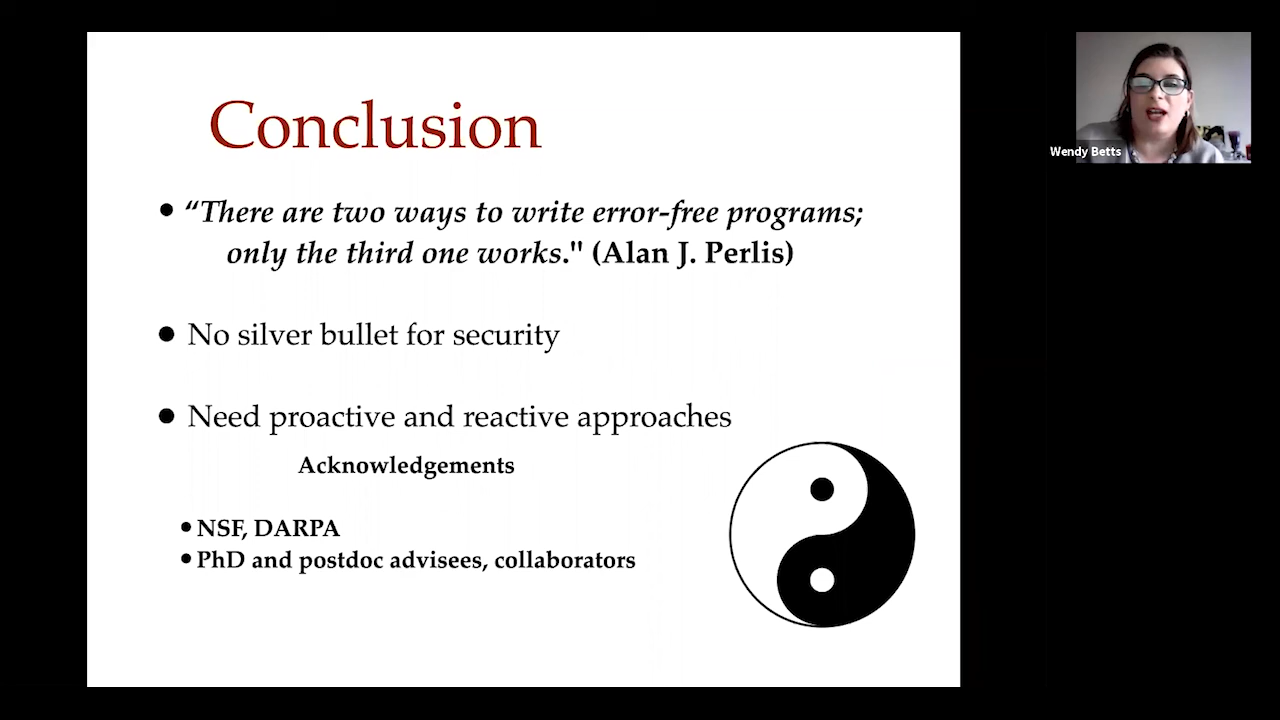 Conclusion
• “There are two ways to write error-free programs;
only the third one works." (Alan J. Perlis)
• No silver bullet for security
• Need proactive and reactive approaches
Acknowledgements
• NSF, DARPA
• PhD and postdoc advisees, collaborators
Wendy Betts